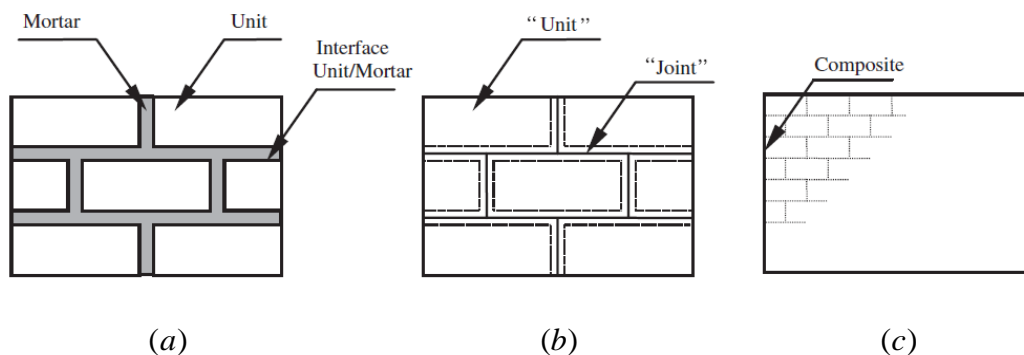 Mortar
Unit
Interface
Unit/Mortar
“Unit”
“Joint”
Composite
(a)
(b)
(c)